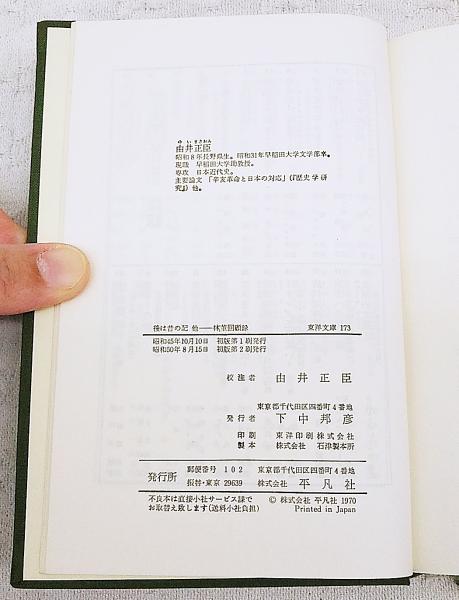 ゆいまさおみ
由井正臣
昭和8年長野県生。昭和31年早稲田大学文学部卒。
現職　早稲田大学助教授。
専攻　日本近代史。
主要論文　「辛亥革命と日本の対応」(『歴史学研
究』)他。
後は昔の記 他——林董回顧録　東洋文庫 173
昭和45年10月10日　初版第1刷発行
昭和50年8月15日　初版第2刷発行
校注者　由井正臣
東京都千代田区四番町4番地
発行者　下中邦彦
印刷　東洋印刷株式会社
製本　株式会社 石津製本所
発行所　郵便番号 102　東京都千代田区四番町4番地
振替・東京 29639　株式会社 平凡社
不良本は直接小社サービス課で
お取替え致します(送料小社負担)
© 株式会社 平凡社 1970
Printed in Japan